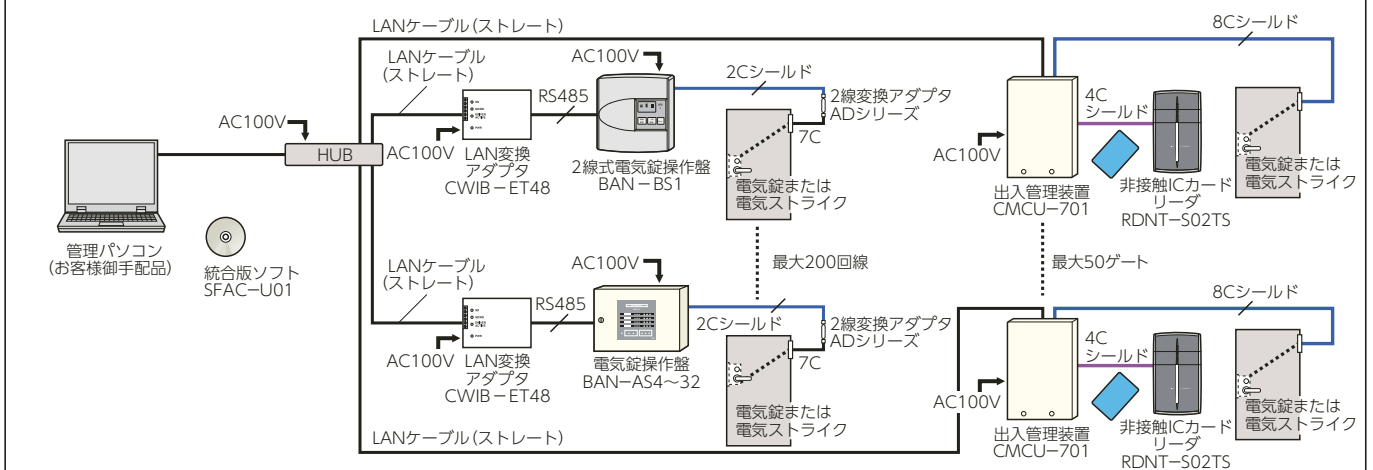 LANケーブル(ストレート)
8Cシールド
LANケーブル
(ストレート)
AC100V
2Cシールド
RS485
2線変換アダプタ
ADシリーズ
4C
シールド
AC100V
7C
HUB
AC100V
LAN変換
アダプタ
CWIB-ET48
2線式電気錠操作盤
BAN-BS1
電気錠または
電気ストライク
AC100V
出入管理装置
CMCU-701
非接触ICカード
リーダ
RDNT-S02TS
電気錠または
電気ストライク
管理パソコン
(お客様御手配品)
統合版ソフト
SFAC-U01
LANケーブル
(ストレート)
AC100V
最大200回線
最大50ゲート
RS485
8Cシールド
2Cシールド
2線変換アダプタ
ADシリーズ
4C
シールド
AC100V
LAN変換
アダプタ
CWIB-ET48
電気錠操作盤
BAN-AS4~32
7C
電気錠または
電気ストライク
AC100V
出入管理装置
CMCU-701
非接触ICカード
リーダ
RDNT-S02TS
電気錠または
電気ストライク
LANケーブル(ストレート)